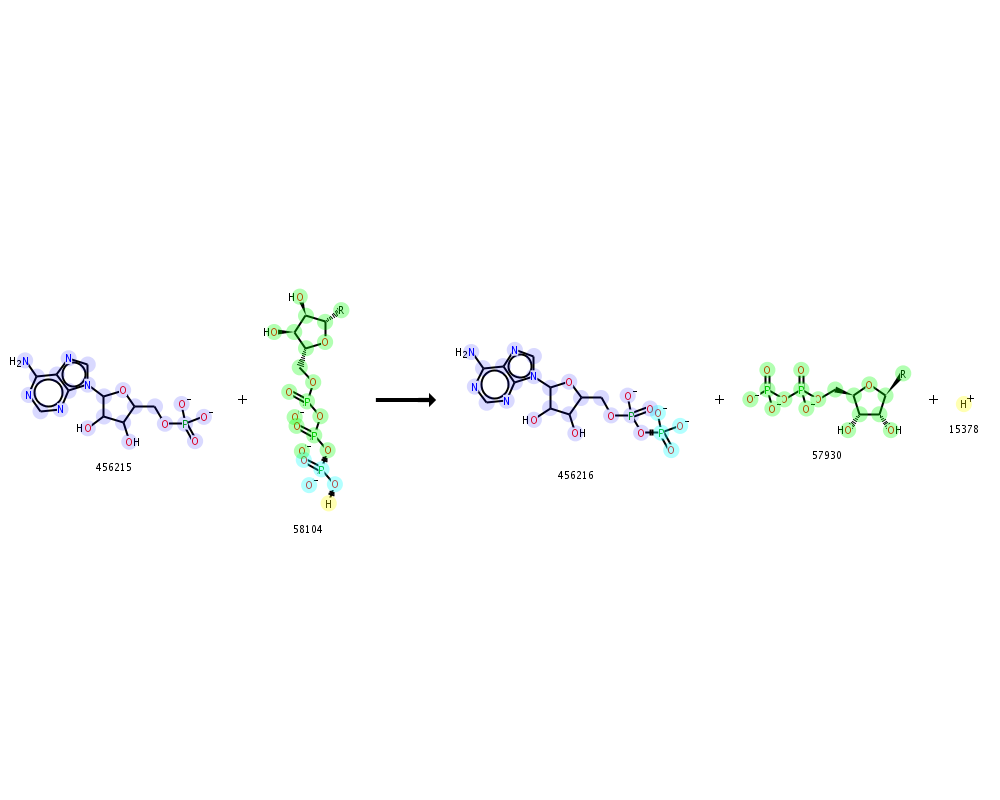 H₂N N N N N O HO OH O O⁻ P O⁻ O
456215
+
HO R HO O O O P O O⁻ O P O O⁻ O P O O⁻ H
58104
H₂N N N N N O HO OH O O⁻ P O O O⁻ P O⁻ O
456216
+
O O O⁻ P O P O O⁻ O⁻ R HO OH
57930
+
H⁺
15378